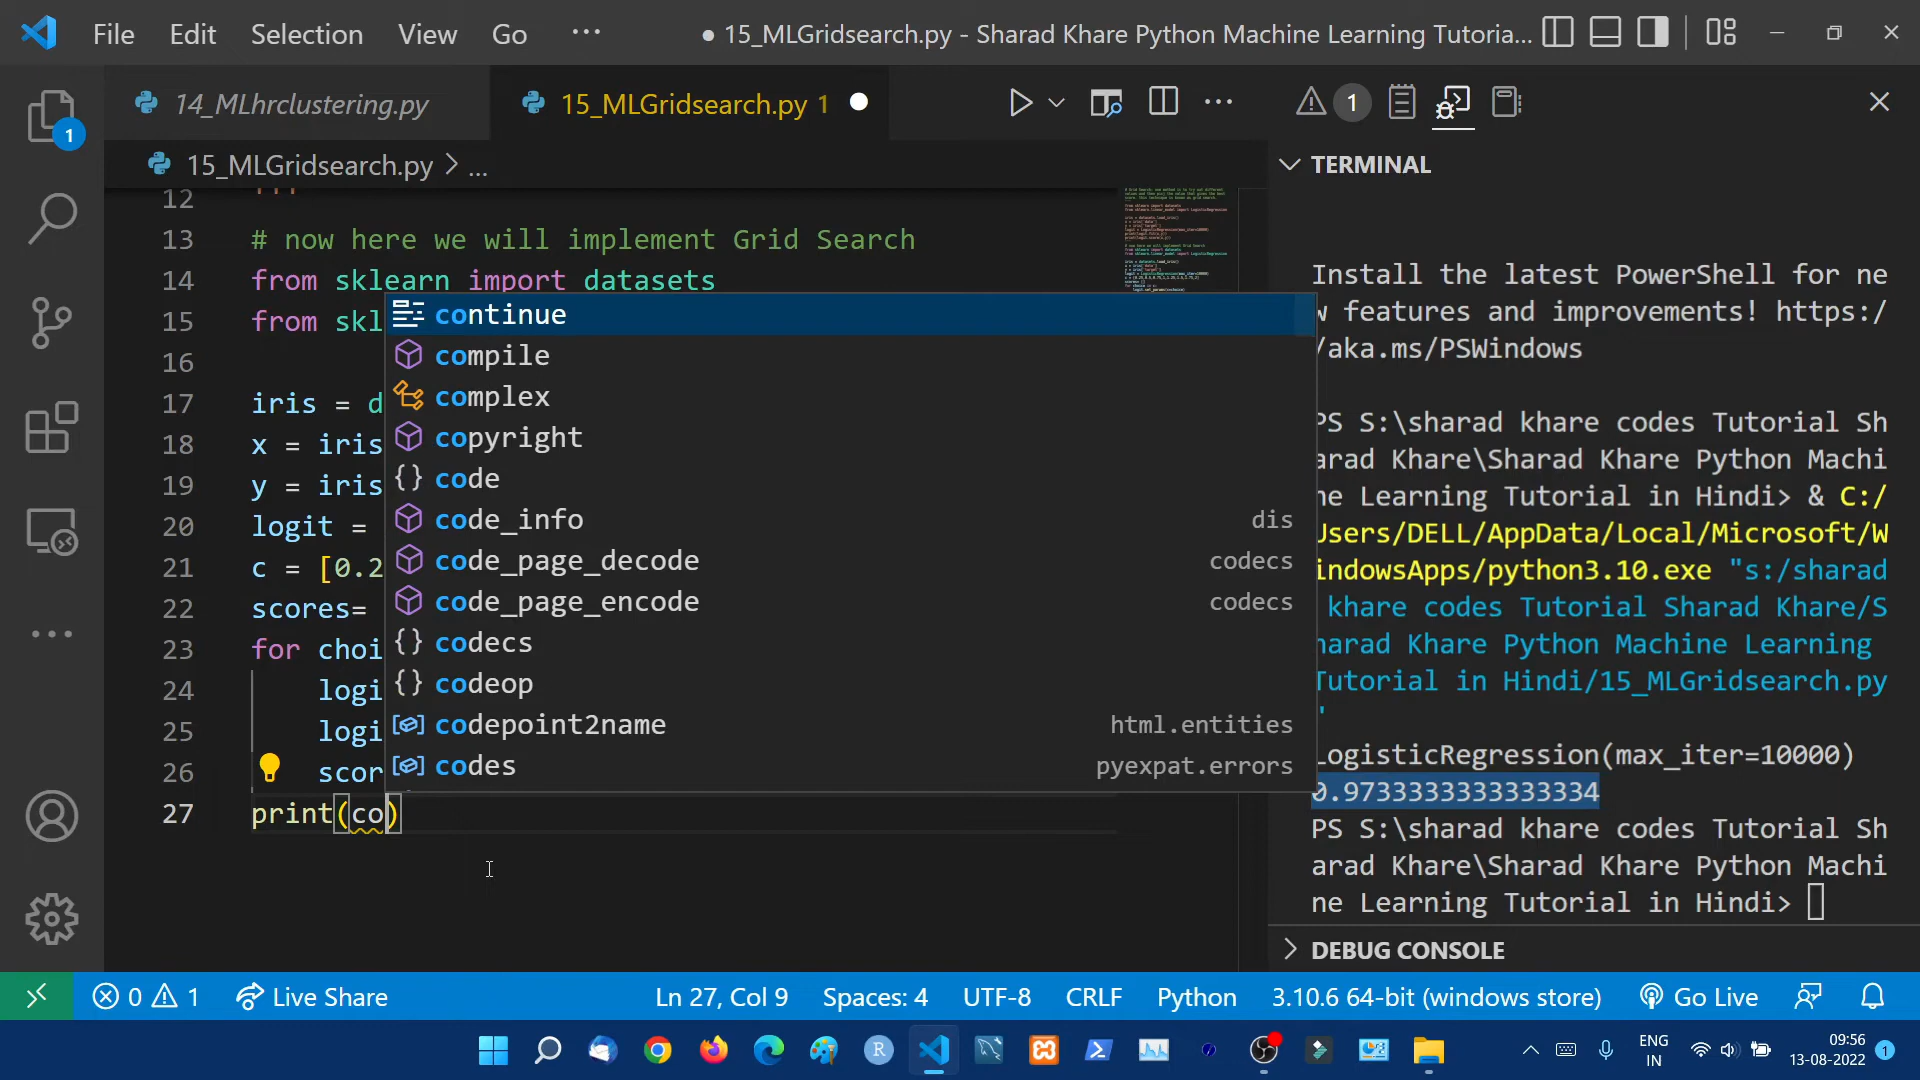 File Edit Selection View Go ...
● 15_MLGridsearch.py - Sharad Khare Python Machine Learning Tutoria...
14_MLhrclustering.py
15_MLGridsearch.py 1
15_MLGridsearch.py > ...
12 '''
13 # now here we will implement Grid Search
14 from sklearn import datasets
15 from skl
16
17 iris = d
18 x = iris
19 y = iris
20 logit =
21 c = [0.2
22 scores=
23 for choi
24 logi
25 logi
26 scor
27 print(co)
continue
compile
complex
copyright
code
code_info dis
code_page_decode codecs
code_page_encode codecs
codecs
codeop
codepoint2name html.entities
codes pyexpat.errors
1
1
TERMINAL
Install the latest PowerShell for ne
w features and improvements! https:/
/aka.ms/PSWindows
PS S:\sharad khare codes Tutorial Sh
arad Khare\Sharad Khare Python Machi
ne Learning Tutorial in Hindi> & C:/
Users/DELL/AppData/Local/Microsoft/W
indowsApps/python3.10.exe "s:/sharad
khare codes Tutorial Sharad Khare/S
harad Khare Python Machine Learning
Tutorial in Hindi/15_MLGridsearch.py
"
LogisticRegression(max_iter=10000)
0.9733333333333334
PS S:\sharad khare codes Tutorial Sh
arad Khare\Sharad Khare Python Machi
ne Learning Tutorial in Hindi>
DEBUG CONSOLE
0 1 Live Share Ln 27, Col 9 Spaces: 4 UTF-8 CRLF Python 3.10.6 64-bit (windows store) Go Live
R
ENG
IN
09:56
13-08-2022
1